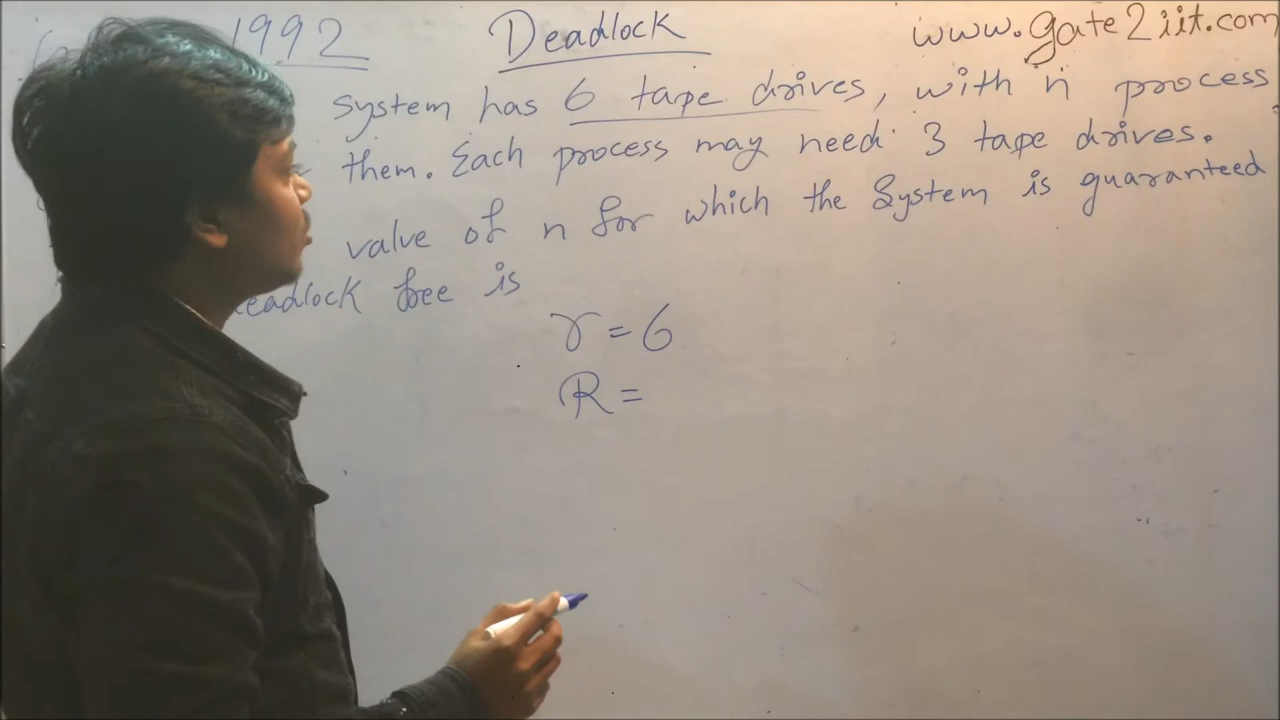 1992 Deadlock www.gate2iit.com
system has 6 tape drives, with n process
them. Each process may need 3 tape drives.
value of n for which the System is guaranteed
eadlock free is
r = 6
R =